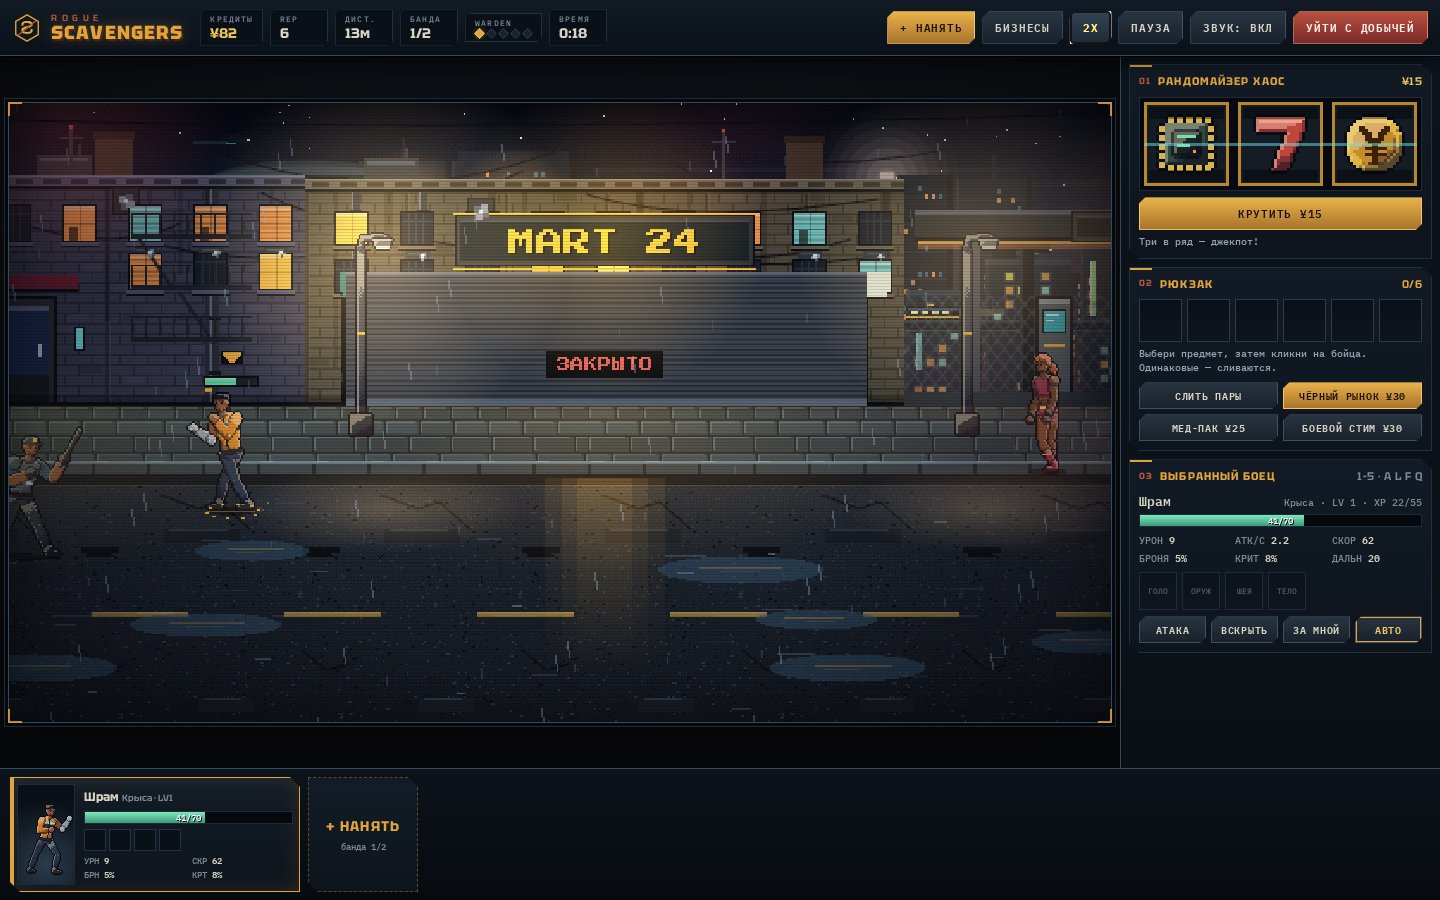 ROGUE
SCAVENGERS
КРЕДИТЫ
¥82
REP
6
ДИСТ.
13м
БАНДА
1/2
WARDEN
ВРЕМЯ
0:18
+ НАНЯТЬ
БИЗНЕСЫ
2X
ПАУЗА
ЗВУК: ВКЛ
УЙТИ С ДОБЫЧЕЙ
MART 24
ЗАКРЫТО
01 РАНДОМАЙЗЕР ХАОС ¥15
7 ¥
КРУТИТЬ ¥15
Три в ряд — джекпот!
02 РЮКЗАК 0/6
Выбери предмет, затем кликни на бойца.
Одинаковые — сливаются.
СЛИТЬ ПАРЫ
ЧЁРНЫЙ РЫНОК ¥30
МЕД-ПАК ¥25
БОЕВОЙ СТИМ ¥30
03 ВЫБРАННЫЙ БОЕЦ 1-5·ALFQ
Шрам Крыса · LV 1 · XP 22/55
41/70
УРОН 9 АТК/С 2.2 СКОР 62
БРОНЯ 5% КРИТ 8% ДАЛЬН 20
ГОЛО ОРУЖ ШЕЯ ТЕЛО
АТАКА ВСКРЫТЬ ЗА МНОЙ АВТО
Шрам Крыса·LV1
41/70
УРН 9 СКР 62
БРН 5% КРТ 8%
+ НАНЯТЬ
банда 1/2